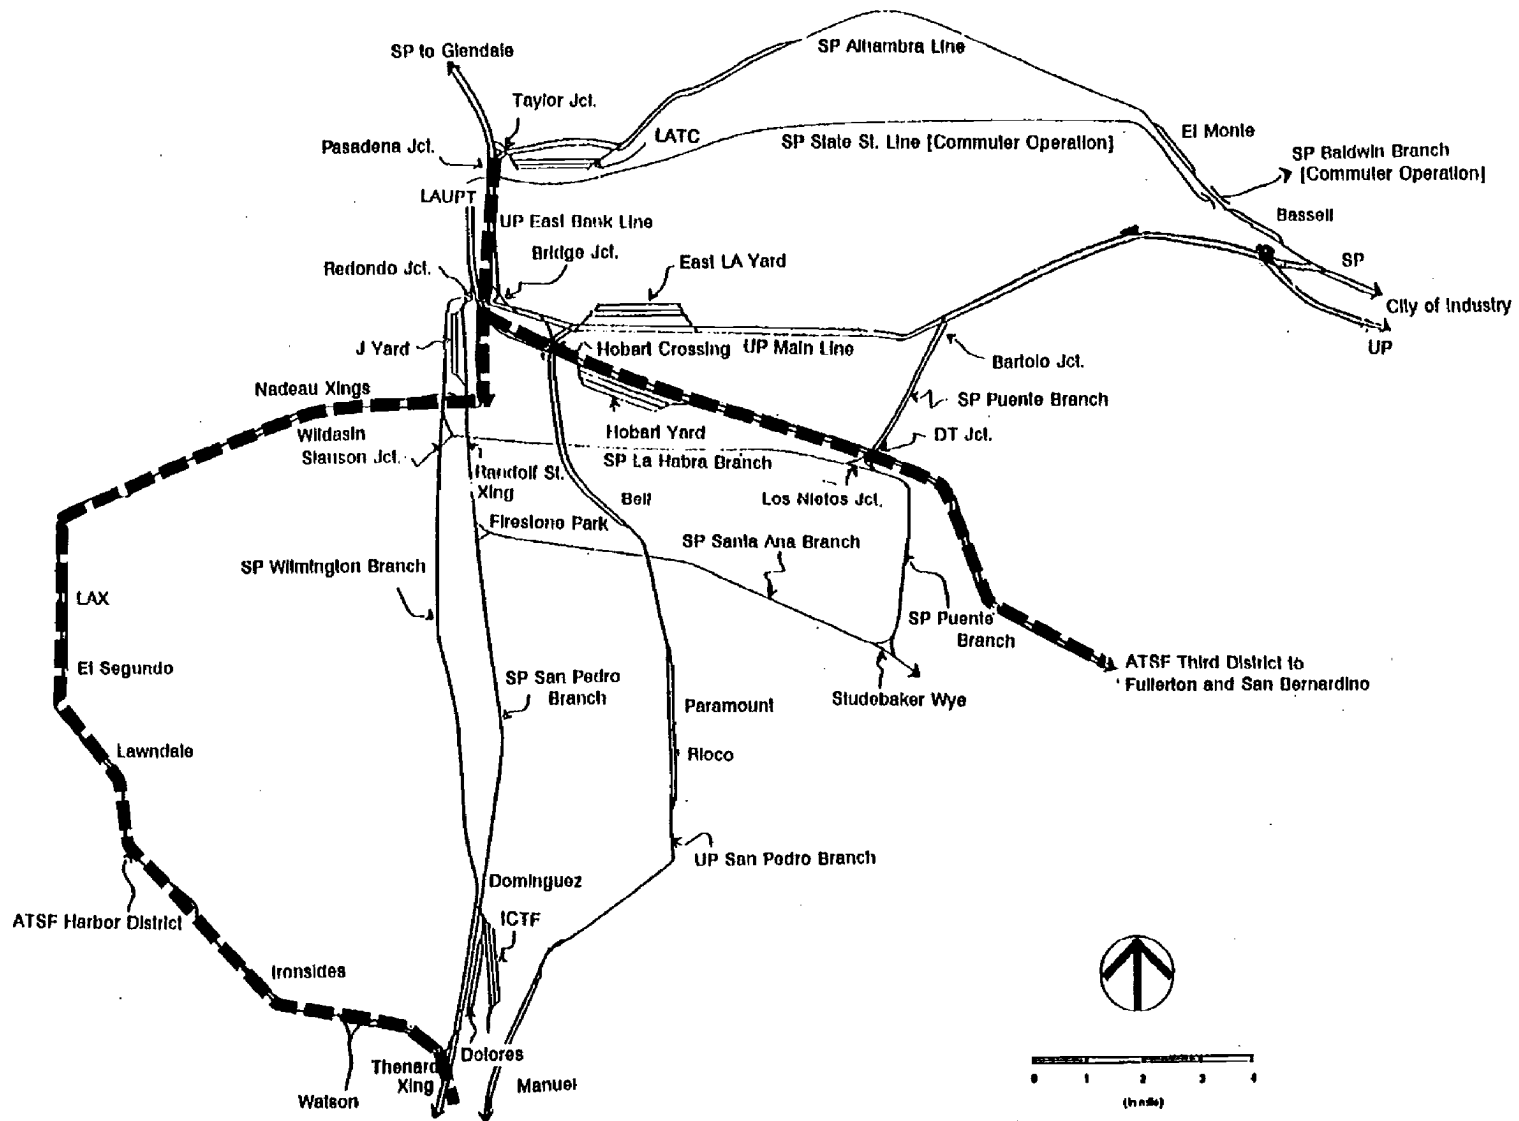 SP to Glendale
SP Alhambra Line
Taylor Jct.
LATC
SP State St. Line [Commuter Operation]
El Monte
Pasadena Jct.
SP Baldwin Branch
[Commuter Operation]
LAUPT
UP East Bank Line
Bassett
Bridge Jct.
East LA Yard
SP
Redondo Jct.
City of Industry
J Yard
Hobart Crossing
UP Main Line
UP
Bartolo Jct.
Nadeau Xings
SP Puente Branch
Wildasin
Hobart Yard
DT Jct.
Slauson Jct.
SP La Habra Branch
Randolf St.
Xing
Bell
Los Nietos Jct.
Firestone Park
SP Santa Ana Branch
SP Wilmington Branch
LAX
SP Puente
Branch
El Segundo
ATSF Third District to
Fullerton and San Bernardino
SP San Pedro
Branch
Studebaker Wye
Paramount
Lawndale
Rioco
UP San Pedro Branch
Dominguez
ATSF Harbor District
ICTF
Ironsides
Dolores
Thenard
Xing
Manuel
Watson
0 1 2 3 4
(in mile)